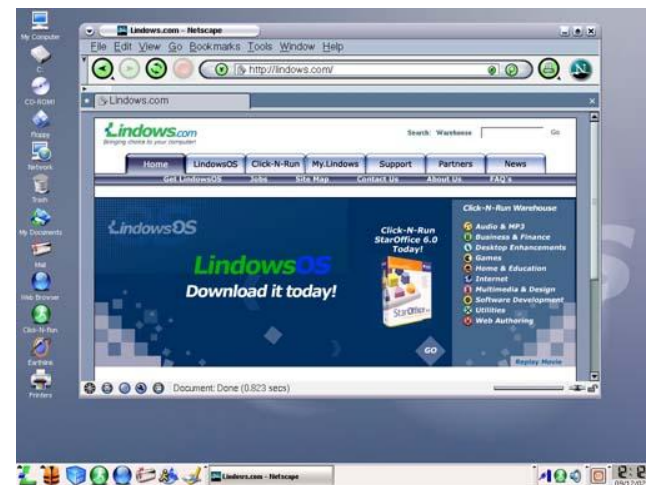 My Computer
C:
CD-ROM1
Floppy
Network
Trash
My Documents
Mail
Web Browser
Click-N-Run
Earthlink
Printers
Lindows.com - Netscape
File Edit View Go Bookmarks Tools Window Help
http://lindows.com/
Lindows.com
Lindows.com
Bringing choice to your computer!
Search: Warehouse Go
Home LindowsOS Click-N-Run My.Lindows Support Partners News
Get LindowsOS Jobs Site Map Contact Us About Us FAQ's
LindowsOS
LindowsOS
Download it today!
Click-N-Run
StarOffice 6.0
Today!
StarOffice
GO
Click-N-Run Warehouse
Audio & MP3
Business & Finance
Desktop Enhancements
Games
Home & Education
Internet
Multimedia & Design
Software Development
Utilities
Web Authoring
Replay Movie
Document: Done (0.823 secs)
Lindows.com - Netscape